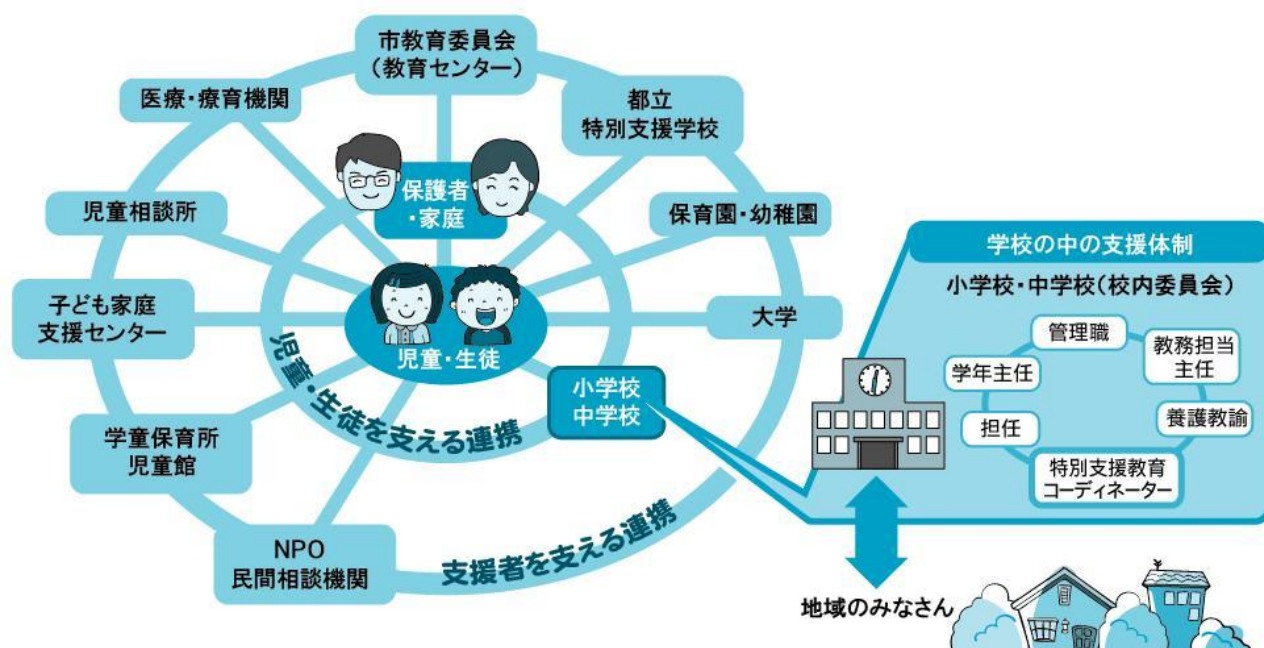 市教育委員会
(教育センター)
医療・療育機関
都立
特別支援学校
保護者
・家庭
児童相談所
保育園・幼稚園
子ども家庭
支援センター
大学
児童・生徒
小学校
中学校
児童・生徒を支える連携
学童保育所
児童館
NPO
民間相談機関
支援者を支える連携
学校の中の支援体制
小学校・中学校(校内委員会)
管理職
教務担当
主任
学年主任
担任
養護教諭
特別支援教育
コーディネーター
地域のみなさん